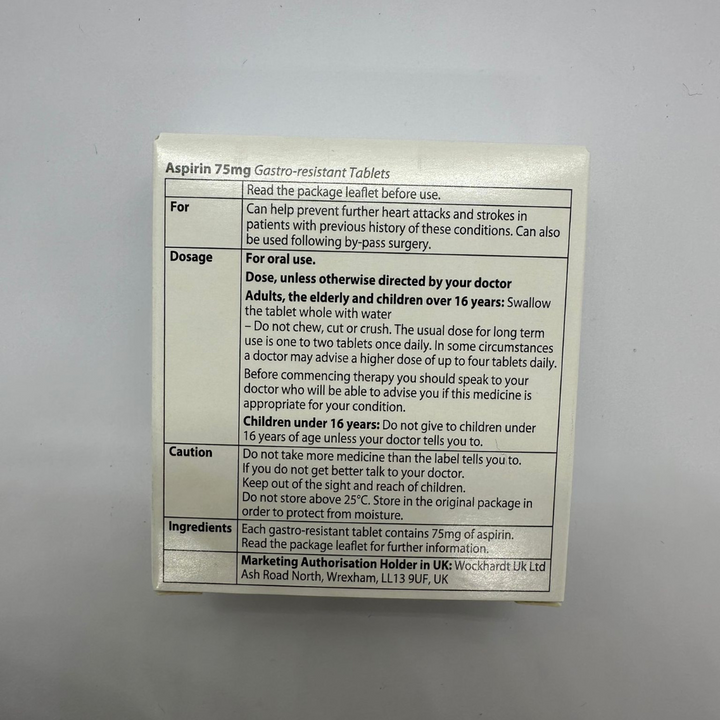 Aspirin 75mg Gastro-resistant Tablets
Read the package leaflet before use.
For
Can help prevent further heart attacks and strokes in
patients with previous history of these conditions. Can also
be used following by-pass surgery.
Dosage
For oral use.
Dose, unless otherwise directed by your doctor
Adults, the elderly and children over 16 years: Swallow
the tablet whole with water
– Do not chew, cut or crush. The usual dose for long term
use is one to two tablets once daily. In some circumstances
a doctor may advise a higher dose of up to four tablets daily.
Before commencing therapy you should speak to your
doctor who will be able to advise you if this medicine is
appropriate for your condition.
Children under 16 years: Do not give to children under
16 years of age unless your doctor tells you to.
Caution
Do not take more medicine than the label tells you to.
If you do not get better talk to your doctor.
Keep out of the sight and reach of children.
Do not store above 25°C. Store in the original package in
order to protect from moisture.
Ingredients
Each gastro-resistant tablet contains 75mg of aspirin.
Read the package leaflet for further information.
Marketing Authorisation Holder in UK: Wockhardt Uk Ltd
Ash Road North, Wrexham, LL13 9UF, UK